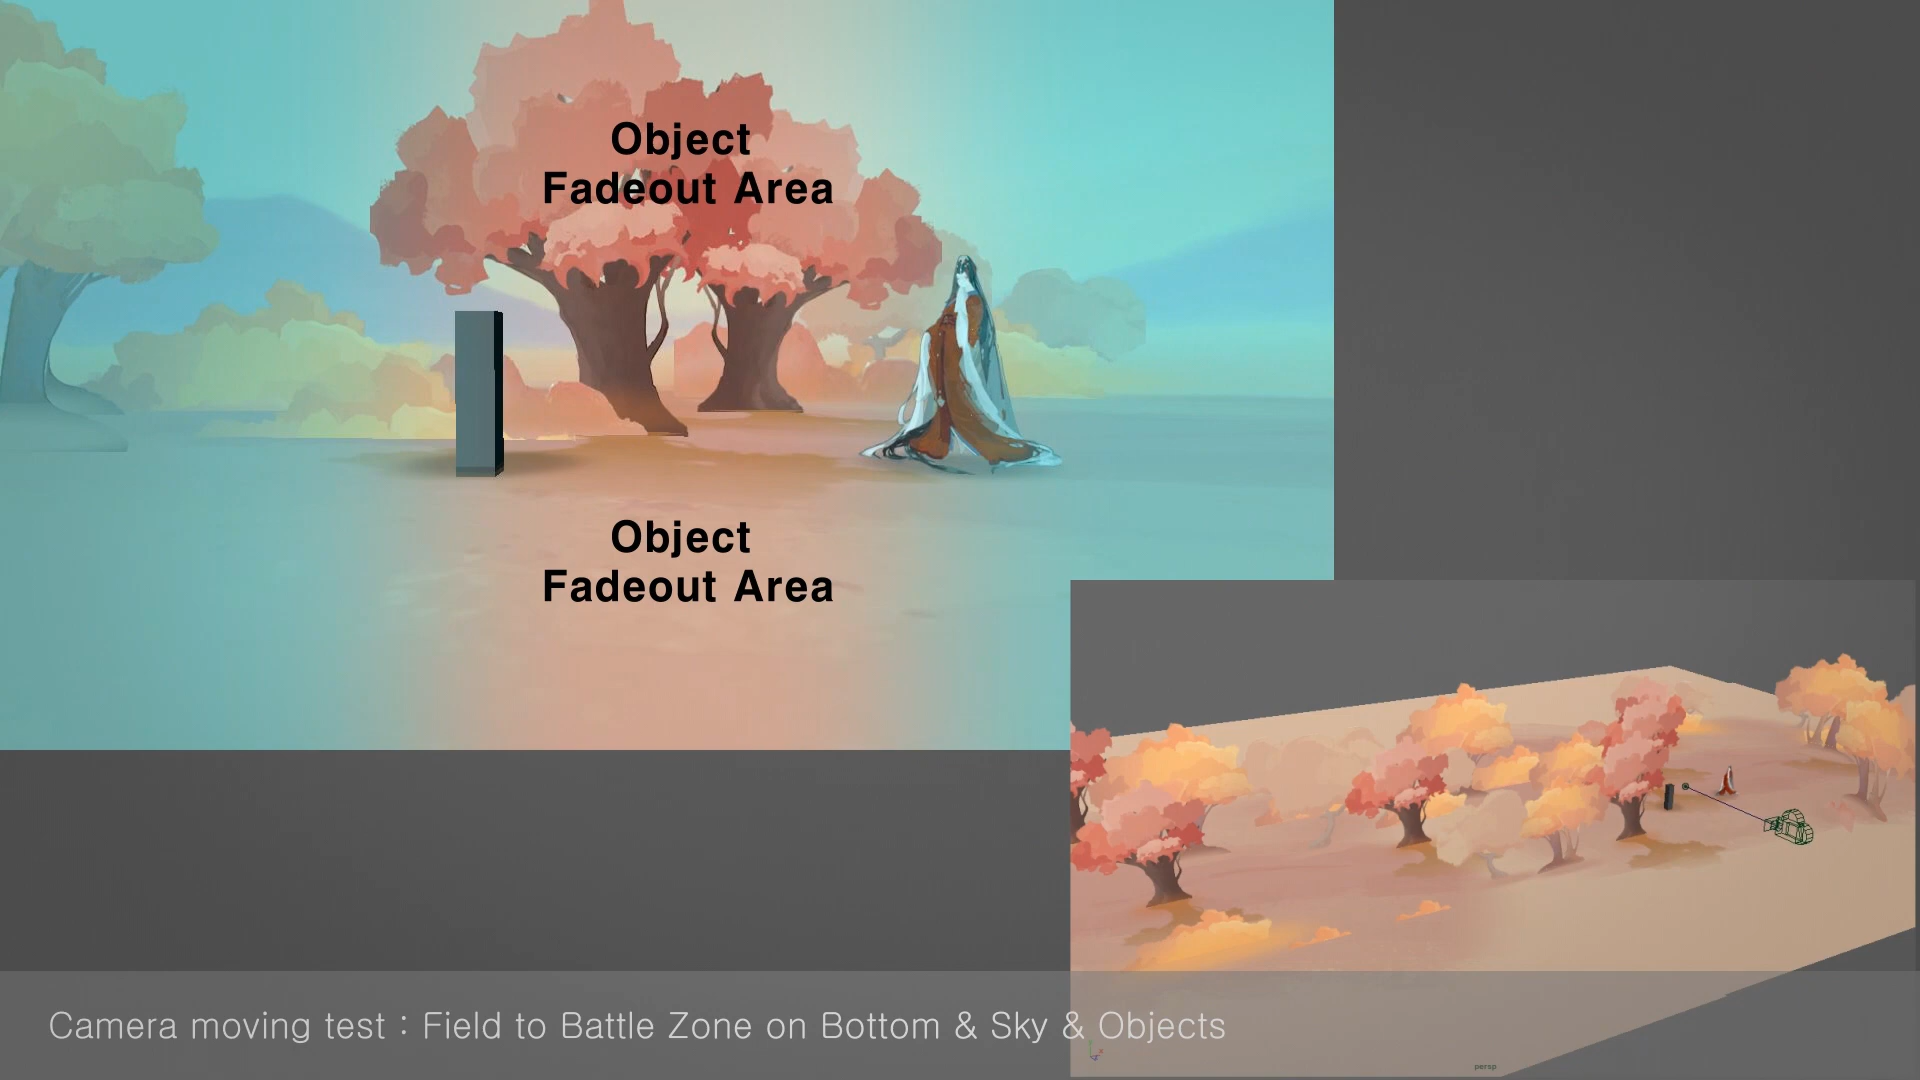 Object
Fadeout Area
Object
Fadeout Area
Camera moving test : Field to Battle Zone on Bottom & Sky & Objects
persp